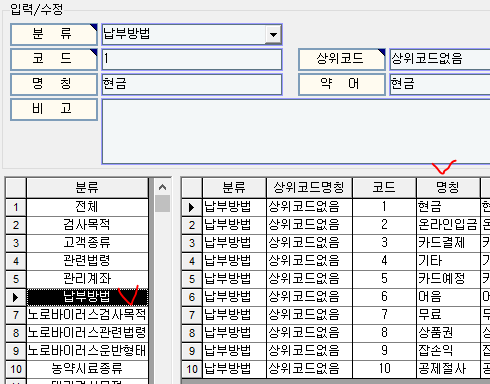 입력/수정
분 류 납부방법
코 드 1 상위코드 상위코드없음
명 칭 현금 약 어 현금
비 고
분류
1 전체
2 검사목적
3 고객종류
4 관련법령
5 관리계좌
납부방법
7 노로바이러스검사목적
8 노로바이러스관련법령
9 노로바이러스운반형태
10 농약시료종류
분류 상위코드명칭 코드 명칭
납부방법 상위코드없음 1 현금 현
2 납부방법 상위코드없음 2 온라인입금 온
3 납부방법 상위코드없음 3 카드결제
4 납부방법 상위코드없음 4 기타
5 납부방법 상위코드없음 5 카드예정
6 납부방법 상위코드없음 6 어음
7 납부방법 상위코드없음 7 무료
8 납부방법 상위코드없음 8 상품권
9 납부방법 상위코드없음 9 잡손익
10 납부방법 상위코드없음 10 공제절사